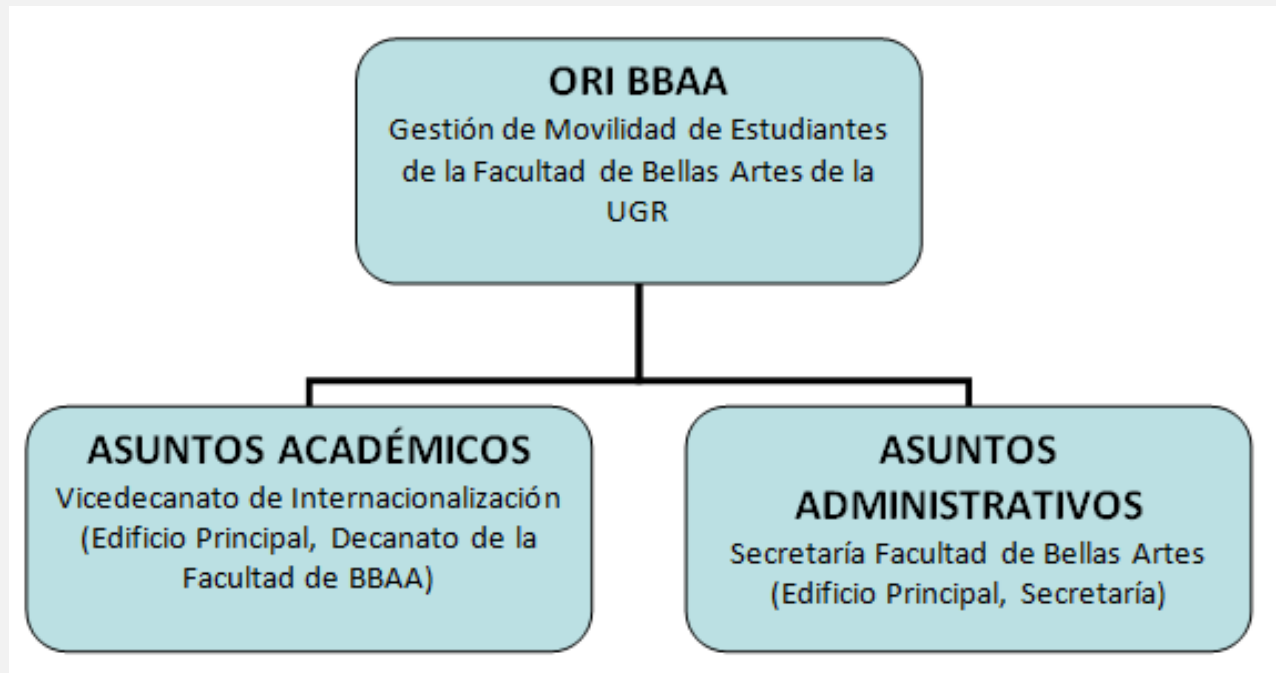 ORI BBAA
Gestión de Movilidad de Estudiantes
de la Facultad de Bellas Artes de la
UGR
ASUNTOS ACADÉMICOS
Vicedecanato de Internacionalización
(Edificio Principal, Decanato de la
Facultad de BBAA)
ASUNTOS
ADMINISTRATIVOS
Secretaría Facultad de Bellas Artes
(Edificio Principal, Secretaría)